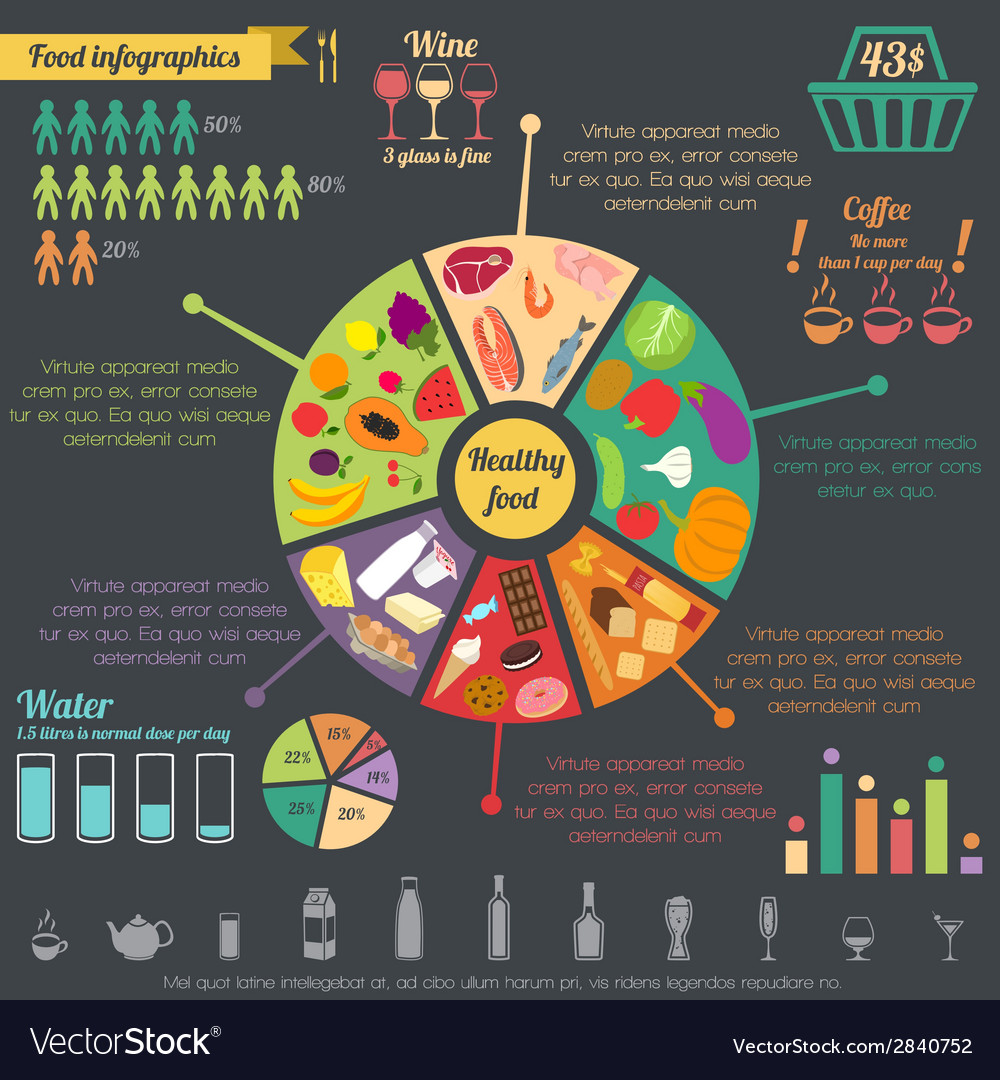 Food infographics
50%
80%
20%
Wine
3 glass is fine
43$
Virtute appareat medio
crem pro ex, error consete
tur ex quo. Ea quo wisi aeque
aeterndelenit cum
Coffee
No more
than 1 cup per day
! !
Virtute appareat medio
crem pro ex, error consete
tur ex quo. Ea quo wisi aeque
aeterndelenit cum
Healthy
food
Virtute appareat medio
crem pro ex, error cons
etetur ex quo.
PASTA
Virtute appareat medio
crem pro ex, error consete
tur ex quo. Ea quo wisi aeque
aeterndelenit cum
Virtute appareat medio
crem pro ex, error consete
tur ex quo. Ea quo wisi aeque
aeterndelenit cum
Water
1.5 litres is normal dose per day
15%
5%
22%
14%
25%
20%
Virtute appareat medio
crem pro ex, error consete
tur ex quo. Ea quo wisi aeque
aeterndelenit cum
Mel quot latine intellegebat at, ad cibo ullum harum pri, vis ridens legendos repudiare no.
VectorStock®
VectorStock.com/2840752